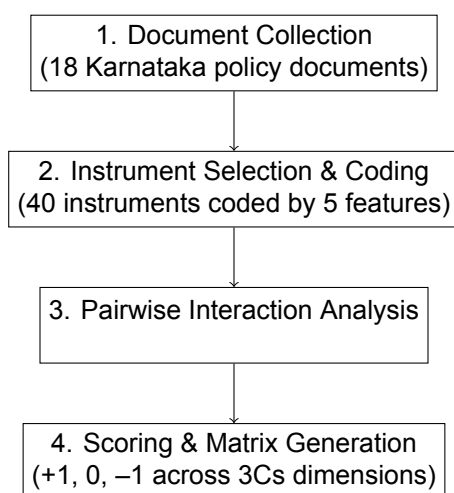 1. Document Collection
(18 Karnataka policy documents)
2. Instrument Selection & Coding
(40 instruments coded by 5 features)
3. Pairwise Interaction Analysis
4. Scoring & Matrix Generation
(+1, 0, –1 across 3Cs dimensions)